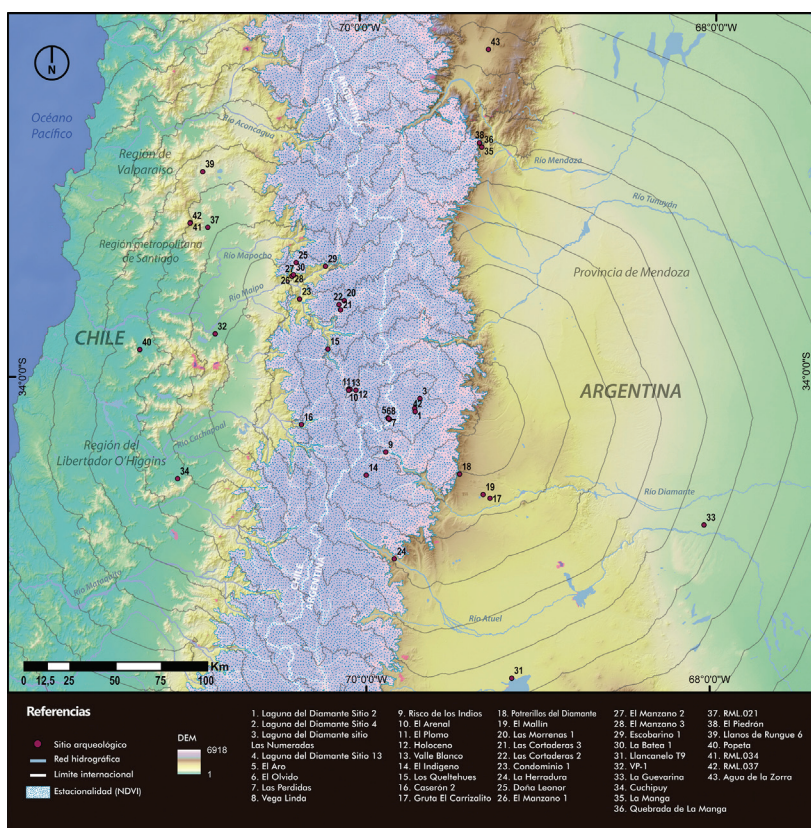 70°0'0"O
68°0'0"O
N
43
Océano
Pacífico
ARGENTINA
CHILE
Río Aconcagua
38
36
35
Región de
Valparaíso
39
Río Mendoza
Río Tunuyán
42
41
37
Región metropolitana
de Santiago
Río Mapocho
25
29
27
30
26
28
Provincia de Mendoza
Río Maipo
23
20
22
21
32
CHILE
40
15
34°0'0"S
34°0'0"S
11
13
10
12
3
ARGENTINA
42
1
568
7
16
Río Cachapoal
Región del
Libertador O'Higgins
9
14
18
34
19
17
Río Diamante
33
24
Río Mataquito
CHILE
ARGENTINA
Río Atuel
31
Km
0 12,5 25 50 75 100
70°0'0"O
68°0'0"O
Referencias
Sitio arqueológico
Red hidrográfica
Límite internacional
Estacionalidad (NDVI)
DEM
6918
1
1. Laguna del Diamante Sitio 2
2. Laguna del Diamante Sitio 4
3. Laguna del Diamante sitio
Las Numeradas
4. Laguna del Diamante Sitio 13
5. El Aro
6. El Olvido
7. Las Perdidas
8. Vega Linda
9. Risco de los Indios
10. El Arenal
11. El Plomo
12. Holoceno
13. Valle Blanco
14. El Indigeno
15. Los Queltehues
16. Caserón 2
17. Gruta El Carrizalito
18. Potrerillos del Diamante
19. El Mallín
20. Las Morrenas 1
21. Las Cortaderas 3
22. Las Cortaderas 2
23. Condominio 1
24. La Herradura
25. Doña Leonor
26. El Manzano 1
27. El Manzano 2
28. El Manzano 3
29. Escobarino 1
30. La Batea 1
31. Llancanelo T9
32. VP-1
33. La Guevarina
34. Cuchipuy
35. La Manga
36. Quebrada de La Manga
37. RML.021
38. El Piedrón
39. Llanos de Rungue 6
40. Popeta
41. RML.034
42. RML.037
43. Agua de la Zorra